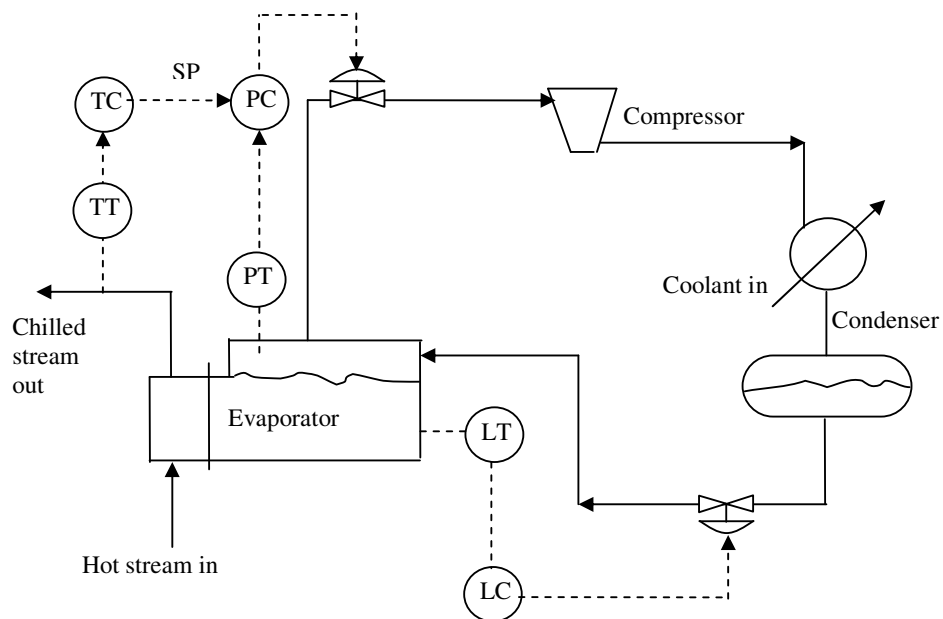 SP
TC
PC
Compressor
TT
PT
Coolant in
Chilled
stream
out
Condenser
Evaporator
LT
Hot stream in
LC